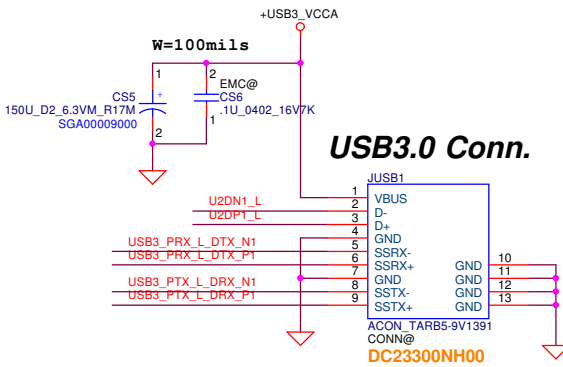 +USB3_VCCA
W=100mils
1
2
EMC@
CS5
+
CS6
150U_D2_6.3VM_R17M
.1U_0402_16V7K
SGA00009000
2
1
USB3.0 Conn.
JUSB1
1 VBUS
U2DN1_L 2 D-
U2DP1_L 3 D+
4 GND
USB3_PRX_L_DTX_N1 5 SSRX-
USB3_PRX_L_DTX_P1 6 SSRX+ GND 10
7 GND GND 11
USB3_PTX_L_DRX_N1 8 SSTX- GND 12
USB3_PTX_L_DRX_P1 9 SSTX+ GND 13
ACON_TARB5-9V1391
CONN@
DC23300NH00